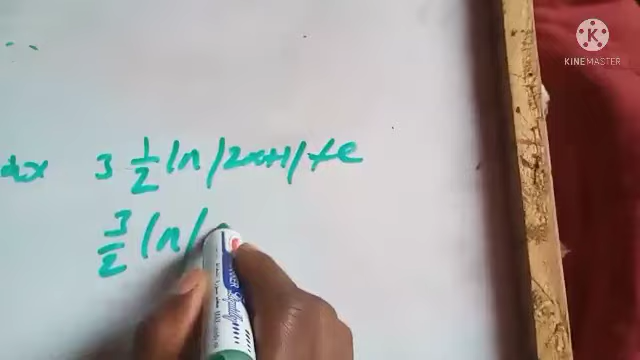 K
KINEMASTER
dx 3 1/2 ln |2x+1| + c
3/2 ln |